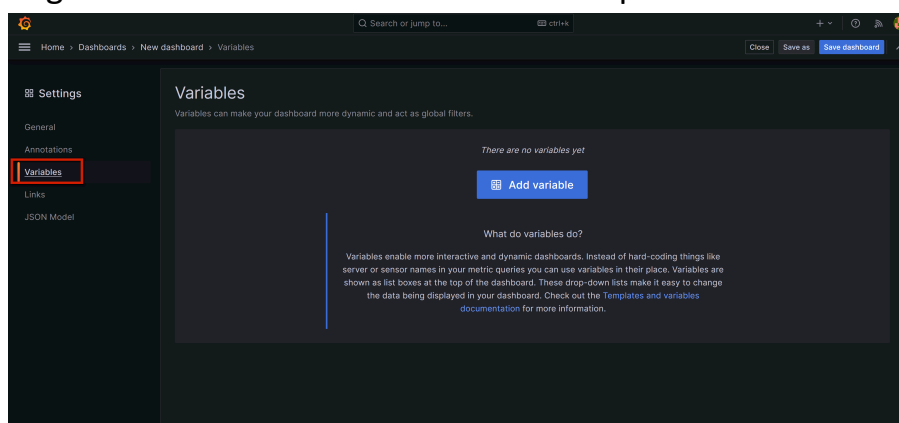 Search or jump to...
ctrl+k
Home › Dashboards › New dashboard › Variables
Close
Save as
Save dashboard
Settings
General
Annotations
Variables
Links
JSON Model
Variables
Variables can make your dashboard more dynamic and act as global filters.
There are no variables yet
Add variable
What do variables do?
Variables enable more interactive and dynamic dashboards. Instead of hard-coding things like
server or sensor names in your metric queries you can use variables in their place. Variables are
shown as list boxes at the top of the dashboard. These drop-down lists make it easy to change
the data being displayed in your dashboard. Check out the Templates and variables
documentation for more information.